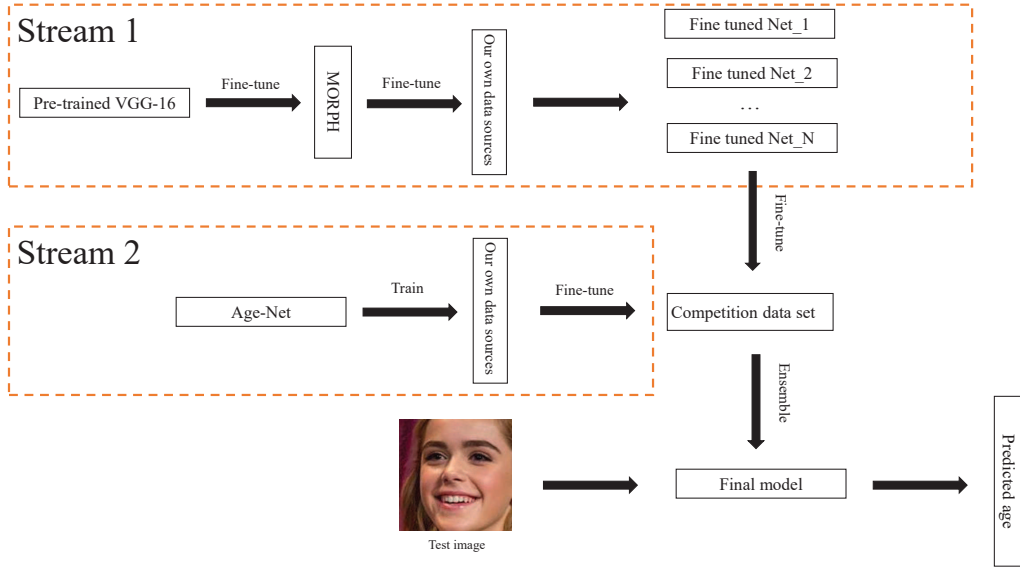 Stream 1
Pre-trained VGG-16
Fine-tune
MORPH
Fine-tune
Our own data sources
Fine tuned Net_1
Fine tuned Net_2
…
Fine tuned Net_N
Fine-tune
Stream 2
Age-Net
Train
Our own data sources
Fine-tune
Competition data set
Ensemble
Test image
Final model
Predicted age